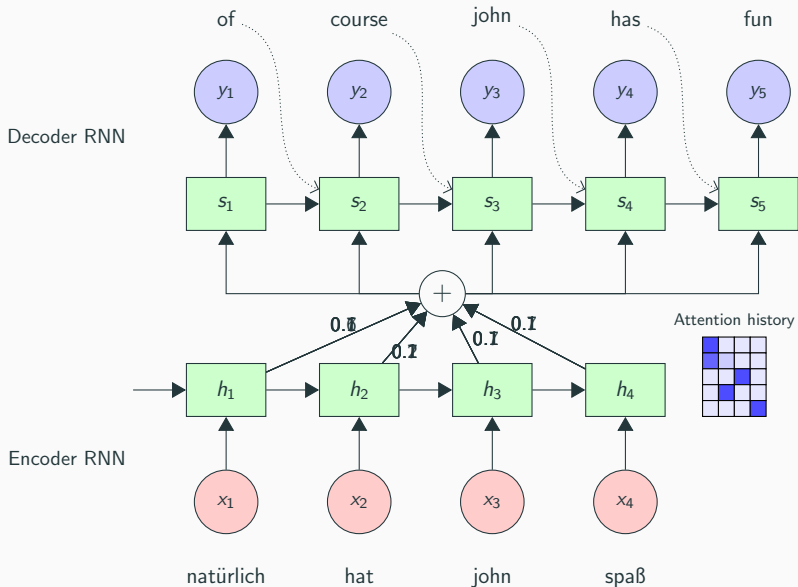 of course john has fun
y1 y2 y3 y4 y5
Decoder RNN
s1 s2 s3 s4 s5
+
Attention history
h1 h2 h3 h4
Encoder RNN
x1 x2 x3 x4
natürlich hat john spaß